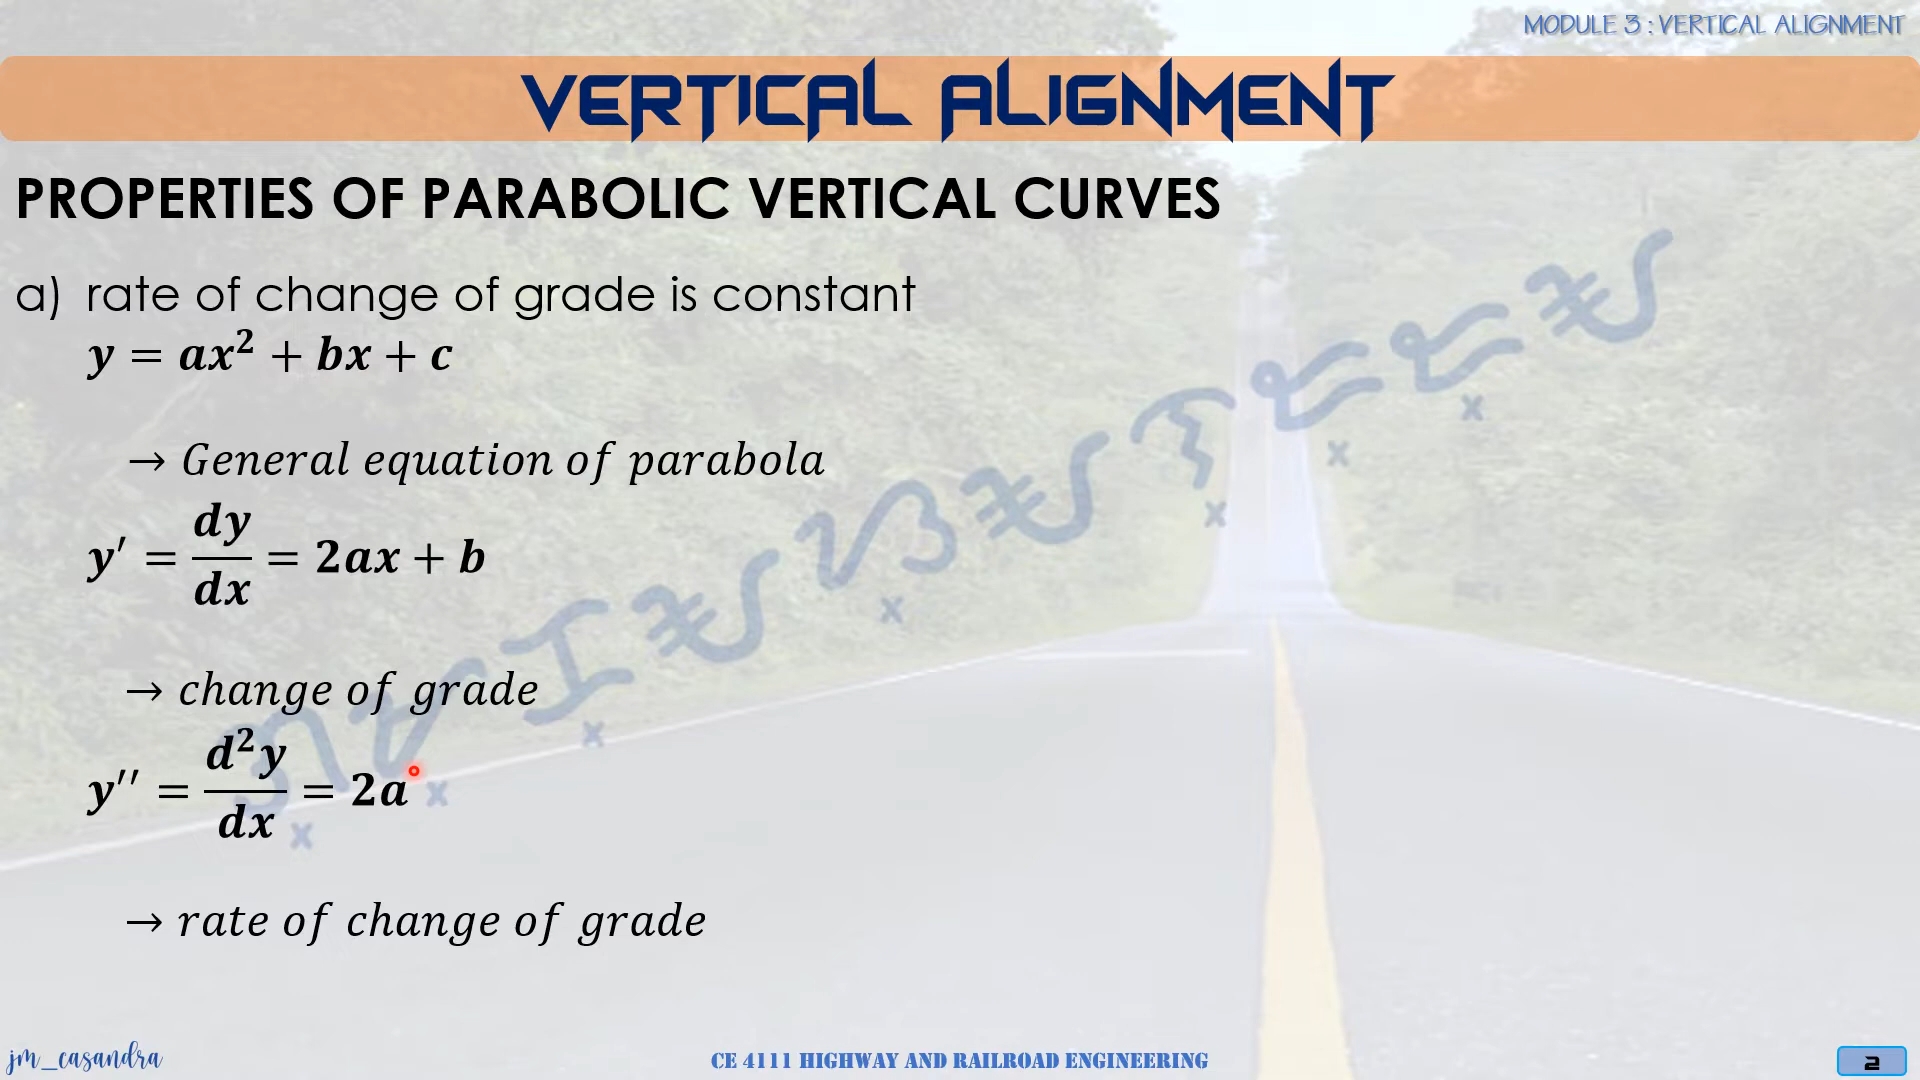 MODULE 3 : VERTICAL ALIGNMENT
VERTICAL ALIGNMENT
PROPERTIES OF PARABOLIC VERTICAL CURVES
a) rate of change of grade is constant
y = ax² + bx + c
→ General equation of parabola
y′ = dy/dx = 2ax + b
→ change of grade
y′′ = d²y/dx = 2a
→ rate of change of grade
jm_casandra
CE 4111 HIGHWAY AND RAILROAD ENGINEERING
2